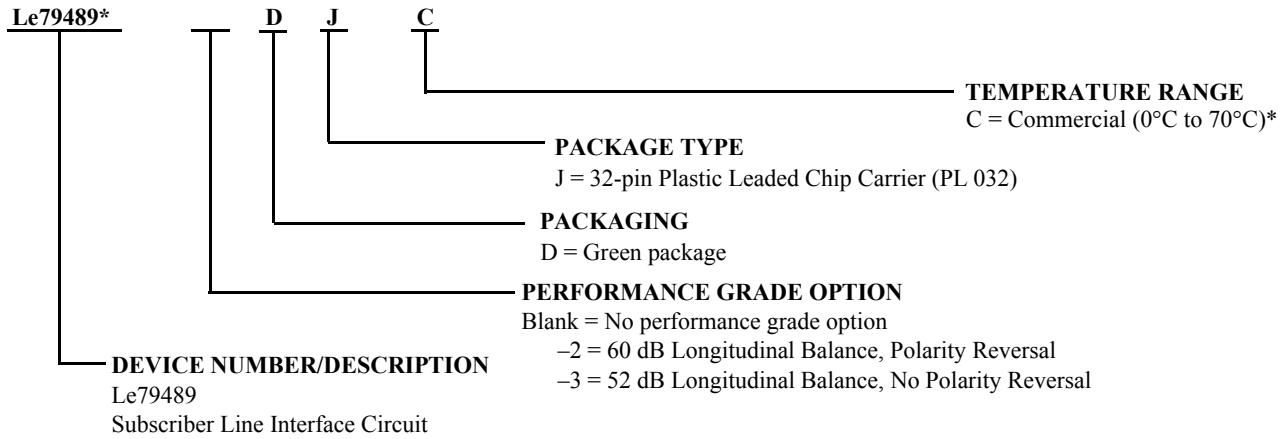 Le79489* D J C
TEMPERATURE RANGE
C = Commercial (0°C to 70°C)*
PACKAGE TYPE
J = 32-pin Plastic Leaded Chip Carrier (PL 032)
PACKAGING
D = Green package
PERFORMANCE GRADE OPTION
Blank = No performance grade option
–2 = 60 dB Longitudinal Balance, Polarity Reversal
–3 = 52 dB Longitudinal Balance, No Polarity Reversal
DEVICE NUMBER/DESCRIPTION
Le79489
Subscriber Line Interface Circuit